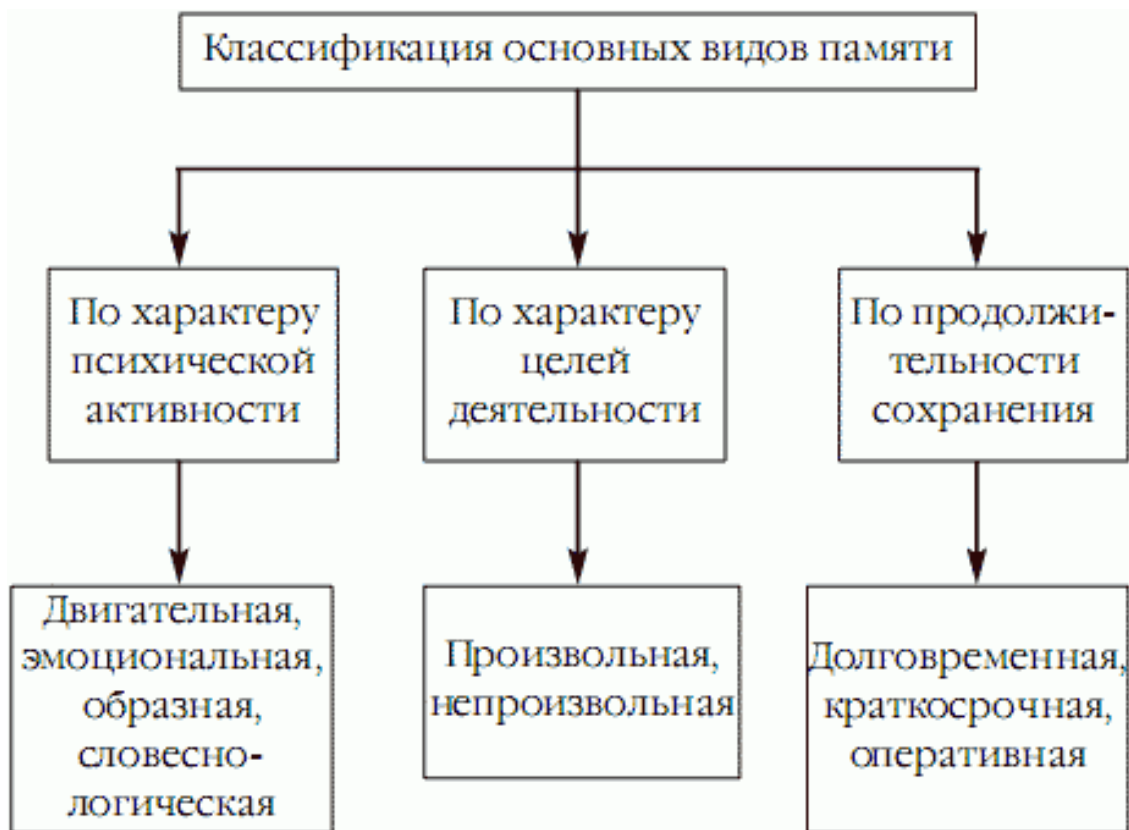 Классификация основных видов памяти
По характеру
психической
активности
По характеру
целей
деятельности
По продолжи-
тельности
сохранения
Двигательная,
эмоциональная,
образная,
словесно-
логическая
Произвольная,
непроизвольная
Долговременная,
краткосрочная,
оперативная